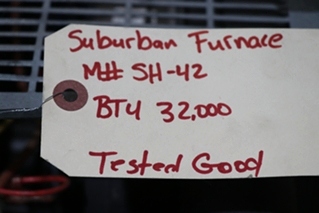 Suburban Furnace
M# SH-42
BTU 32,000
Tested Good